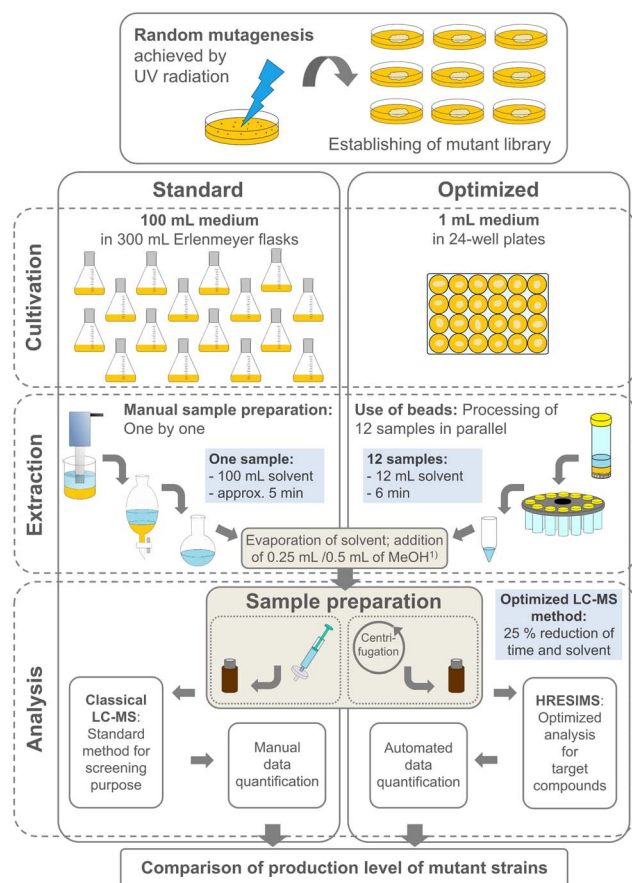 Random mutagenesis
achieved by
UV radiation
Establishing of mutant library
Standard
Optimized
Cultivation
100 mL medium
in 300 mL Erlenmeyer flasks
1 mL medium
in 24-well plates
Extraction
Manual sample preparation:
One by one
One sample:
- 100 mL solvent
- approx. 5 min
Use of beads: Processing of
12 samples in parallel
12 samples:
- 12 mL solvent
- 6 min
Evaporation of solvent; addition
of 0.25 mL /0.5 mL of MeOH¹⁾
Analysis
Sample preparation
Centri-
fugation
Optimized LC-MS
method:
25 % reduction of
time and solvent
Classical
LC-MS:
Standard
method for
screening
purpose
Manual
data
quantification
Automated
data
quantification
HRESIMS:
Optimized
analysis
for
target
compounds
Comparison of production level of mutant strains